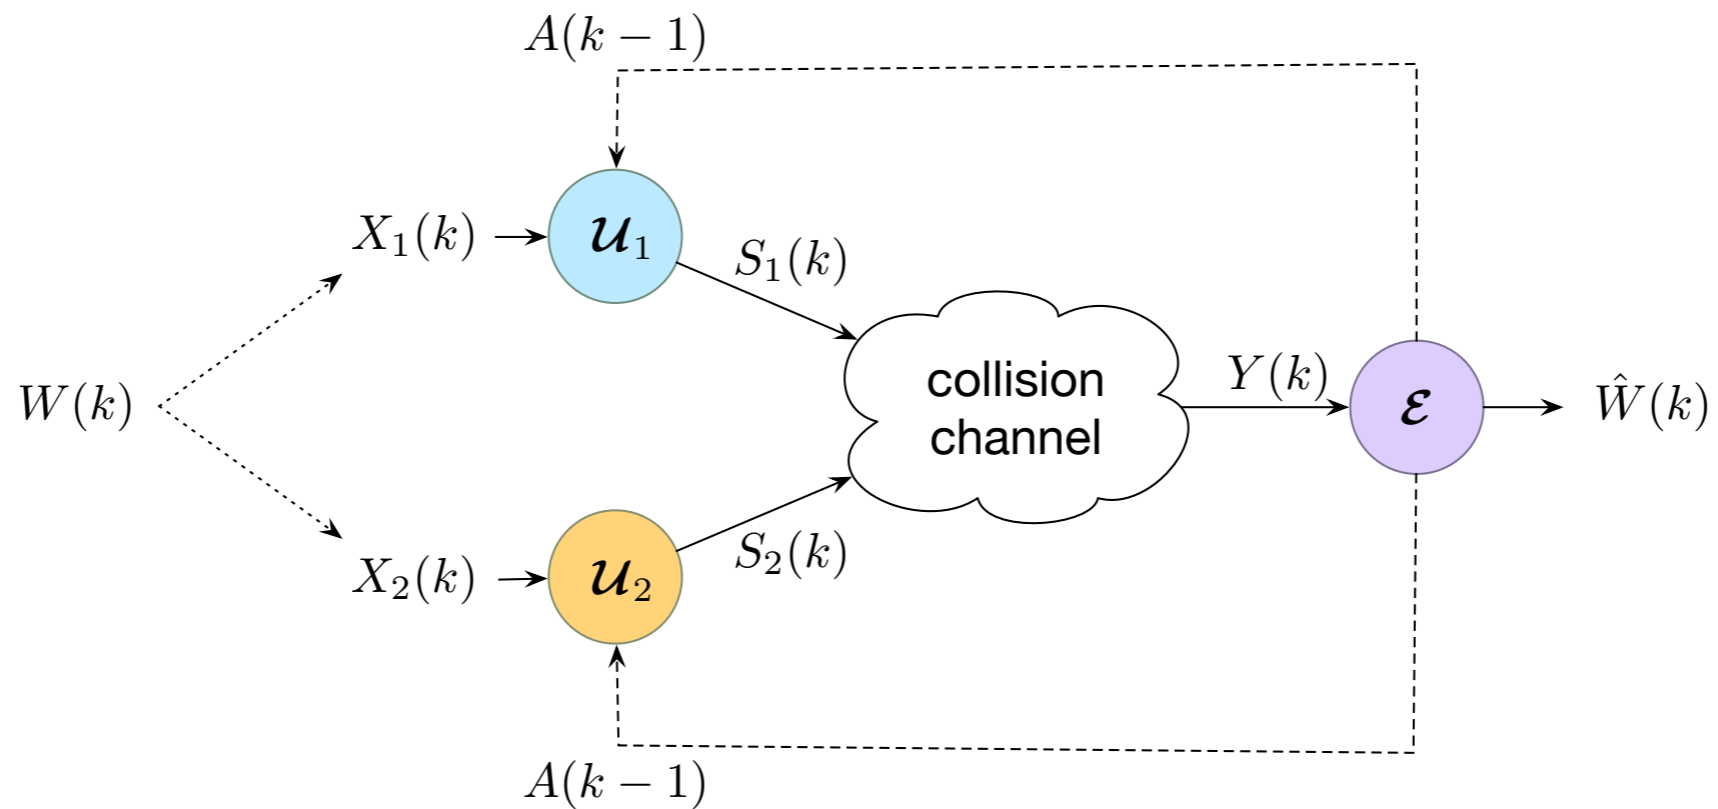 A(k − 1)
X₁(k)
𝓤₁
S₁(k)
W(k)
collision
channel
Y(k)
𝓔
Ŵ(k)
X₂(k)
𝓤₂
S₂(k)
A(k − 1)